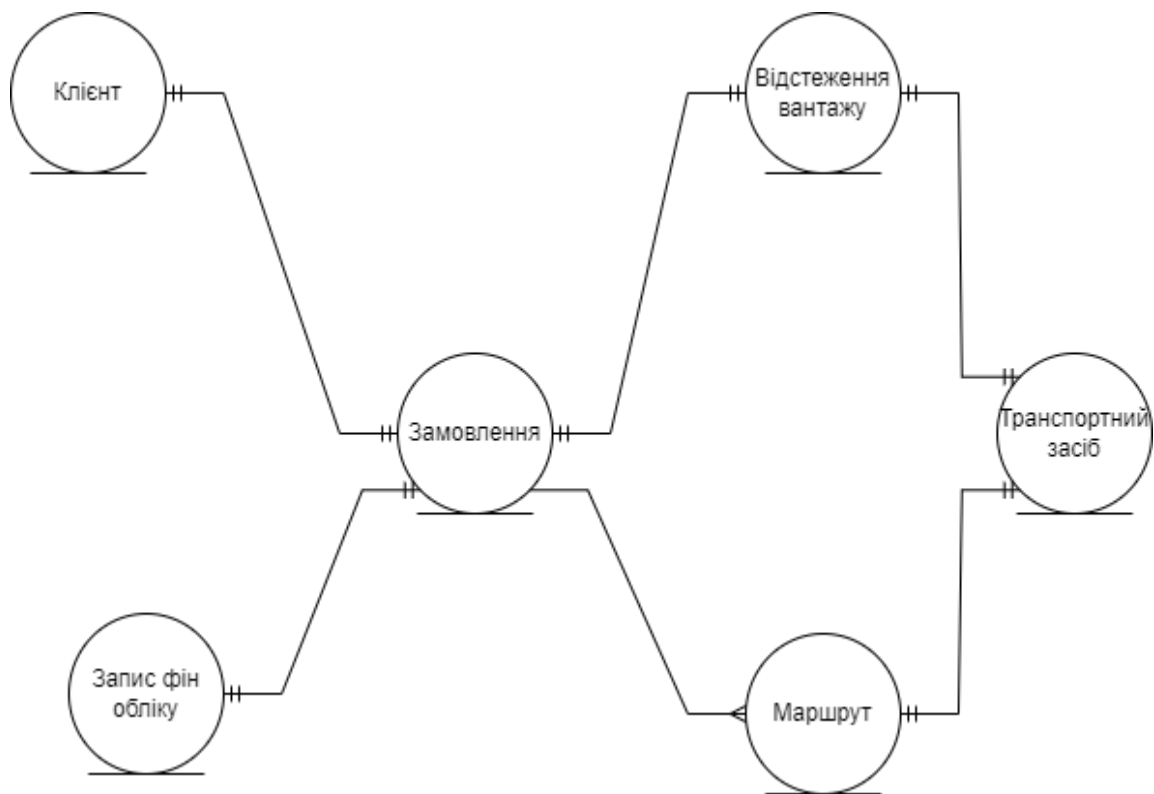 Клієнт
Відстеження
вантажу
Замовлення
Транспортний
засіб
Запис фін
обліку
Маршрут